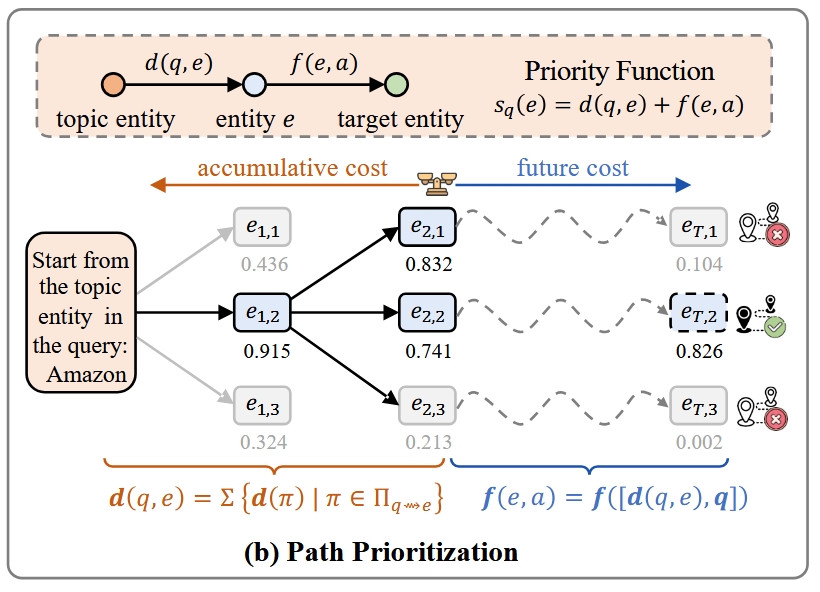 d(q, e)
f(e, a)
topic entity
entity e
target entity
Priority Function
s_q(e) = d(q, e) + f(e, a)
accumulative cost
future cost
Start from
the topic
entity in
the query:
Amazon
e_{1,1}
0.436
e_{2,1}
0.832
e_{T,1}
0.104
e_{1,2}
0.915
e_{2,2}
0.741
e_{T,2}
0.826
e_{1,3}
0.324
e_{2,3}
0.213
e_{T,3}
0.002
d(q, e) = Σ{d(π) | π ∈ Π_{q⇝e}}
f(e, a) = f([d(q, e), q])
(b) Path Prioritization